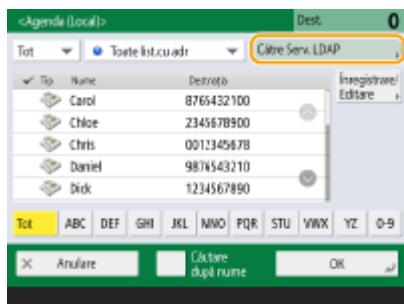 <Agenda (Local)> Dest. 0
Tot Toate list.cu adr Către Serv. LDAP
Tip Nume Destinație Înregistrare/
Editare
Carol 8765432100
Chloe 2345678900
Chris 0012345678
Daniel 9876543210
Dick 1234567890
Tot ABC DEF GHI JKL MNO PQR STU VWX YZ 0-9
Anulare Căutare
după nume OK